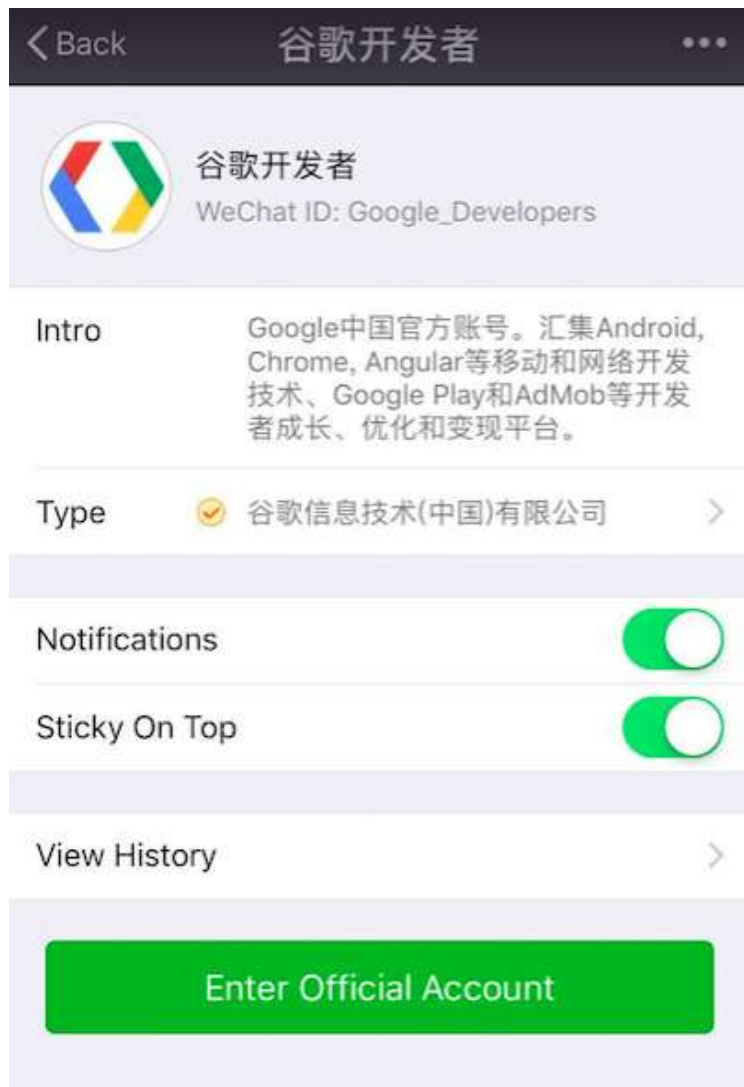 Back
谷歌开发者
谷歌开发者
WeChat ID: Google_Developers
Intro
Google中国官方账号。汇集Android,
Chrome, Angular等移动和网络开发
技术、Google Play和AdMob等开发
者成长、优化和变现平台。
Type
谷歌信息技术(中国)有限公司
Notifications
Sticky On Top
View History
Enter Official Account